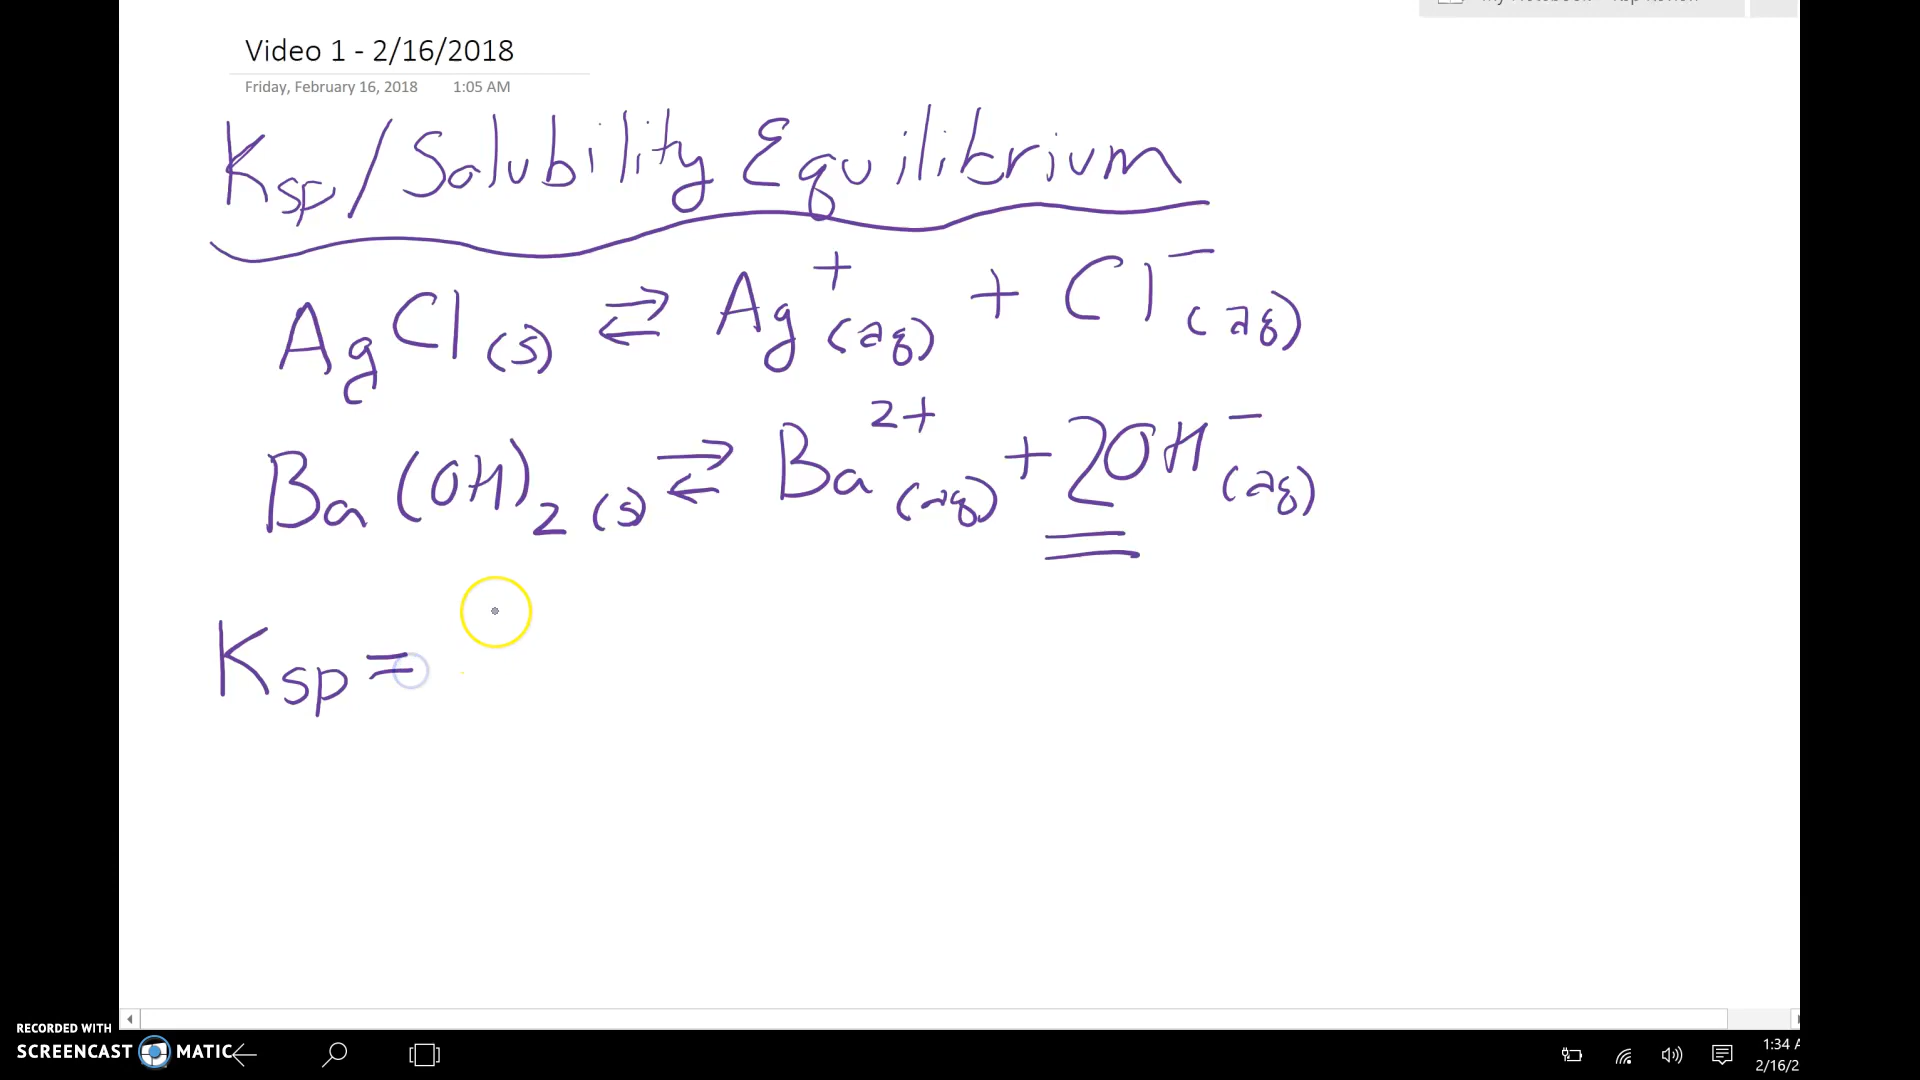 Video 1 - 2/16/2018
Friday, February 16, 2018 1:05 AM
Ksp / Solubility Equilibrium
AgCl(s) ⇌ Ag⁺(aq) + Cl⁻(aq)
Ba(OH)₂(s) ⇌ Ba²⁺(aq) + 2OH⁻(aq)
Ksp =
RECORDED WITH
SCREENCAST MATIC
1:34 A
2/16/2